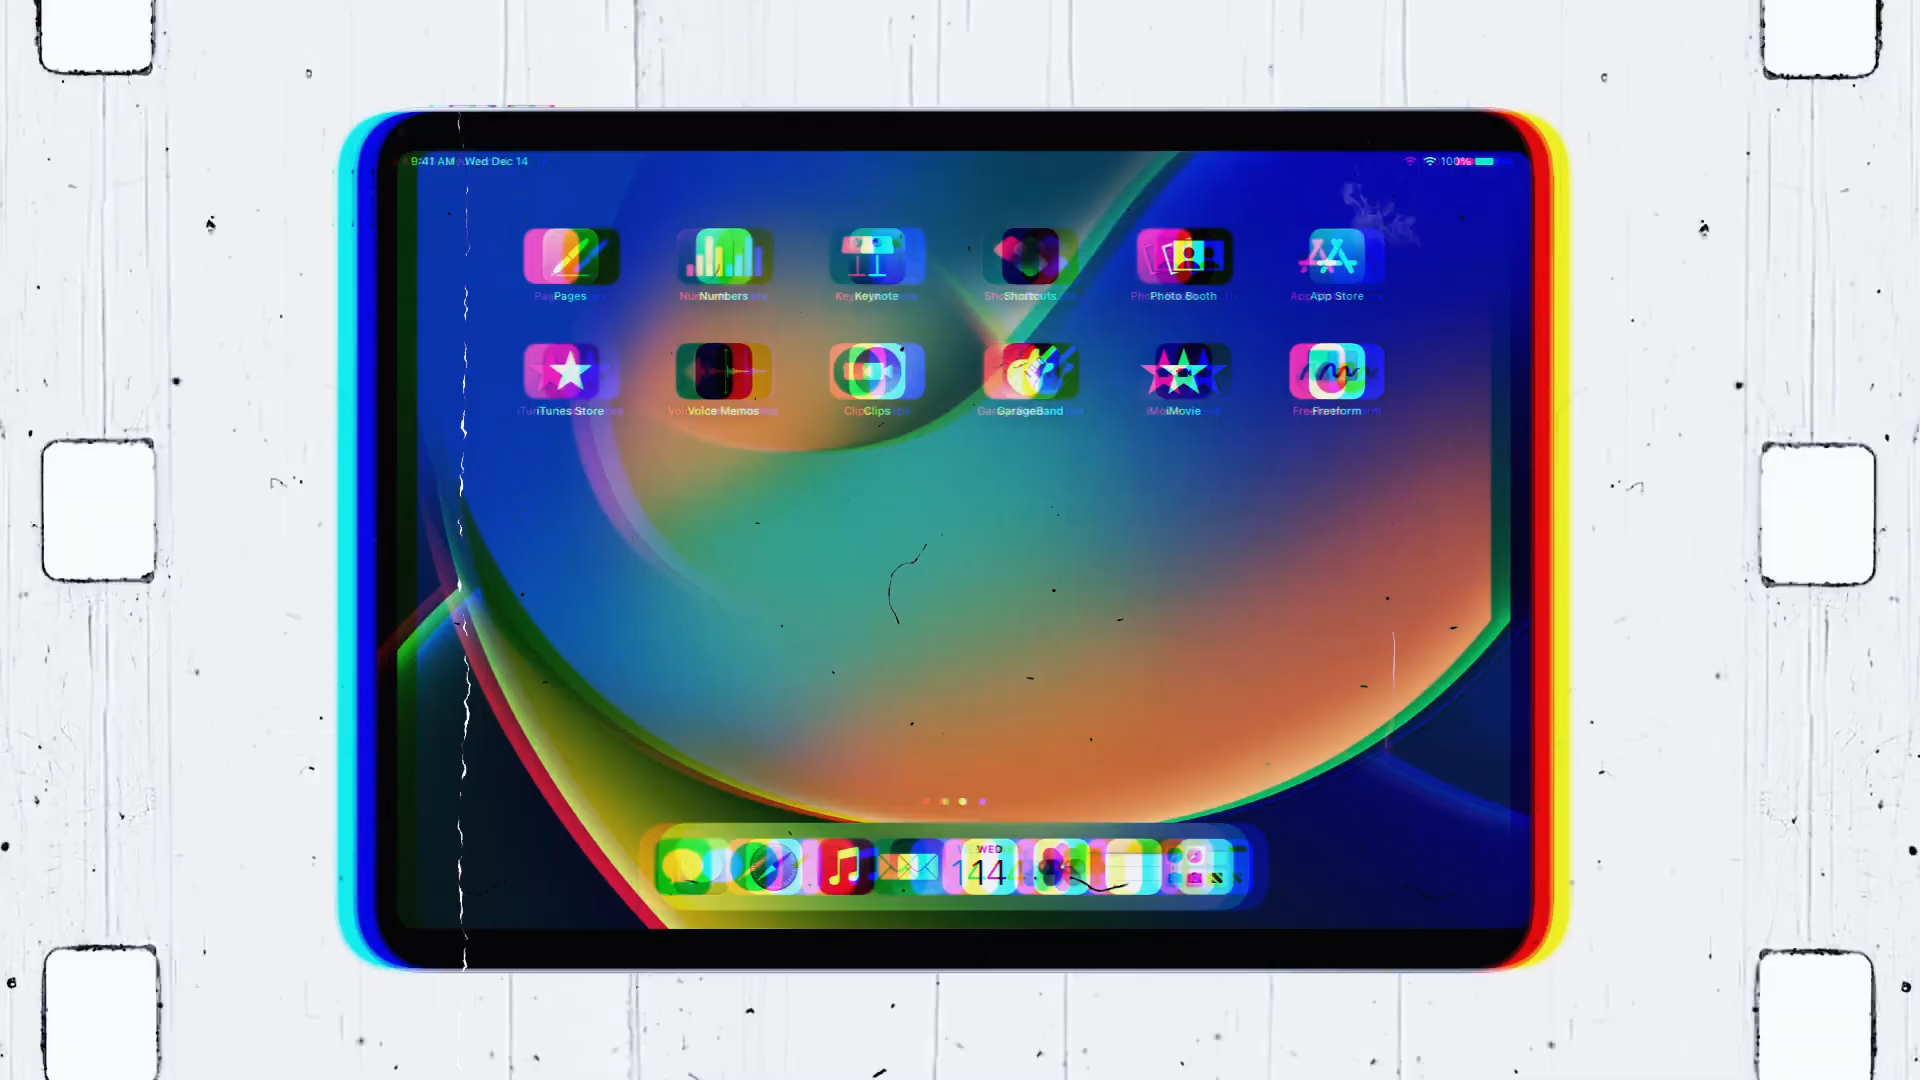 9:41 AM Wed Dec 14
100%
Pages Numbers Keynote Shortcuts Photo Booth App Store
iTunes Store Voice Memos Clips GarageBand iMovie Freeform
WED
14